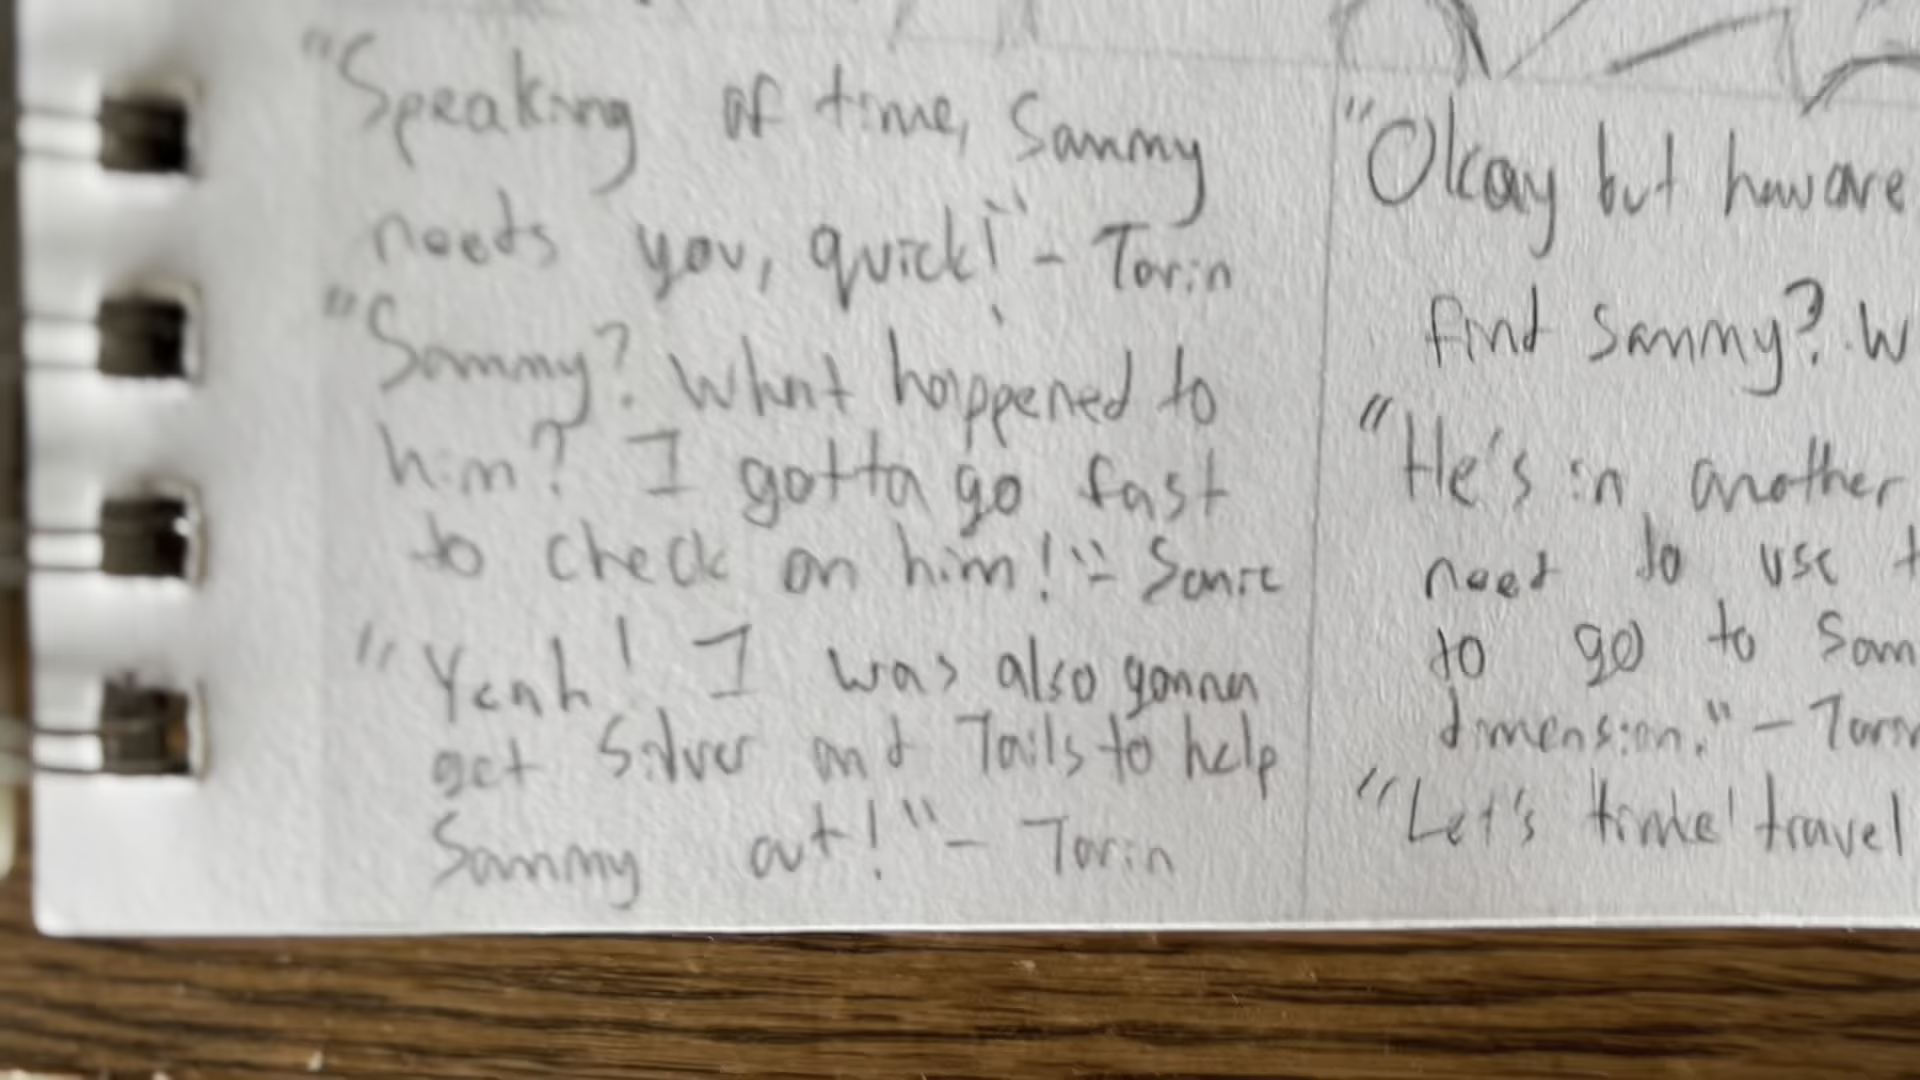 "Speaking of time, Sammy
needs you, quick!" - Torin
"Sammy? What happened to
him? I gotta go fast
to check on him!" - Sonic
"Yeah! I was also gonna
get Silver and Tails to help
Sammy out!" - Torin
"Okay but how are
find Sammy? W
"He's in another
need to use t
to go to Sam
dimension." - Torin
"Let's time travel